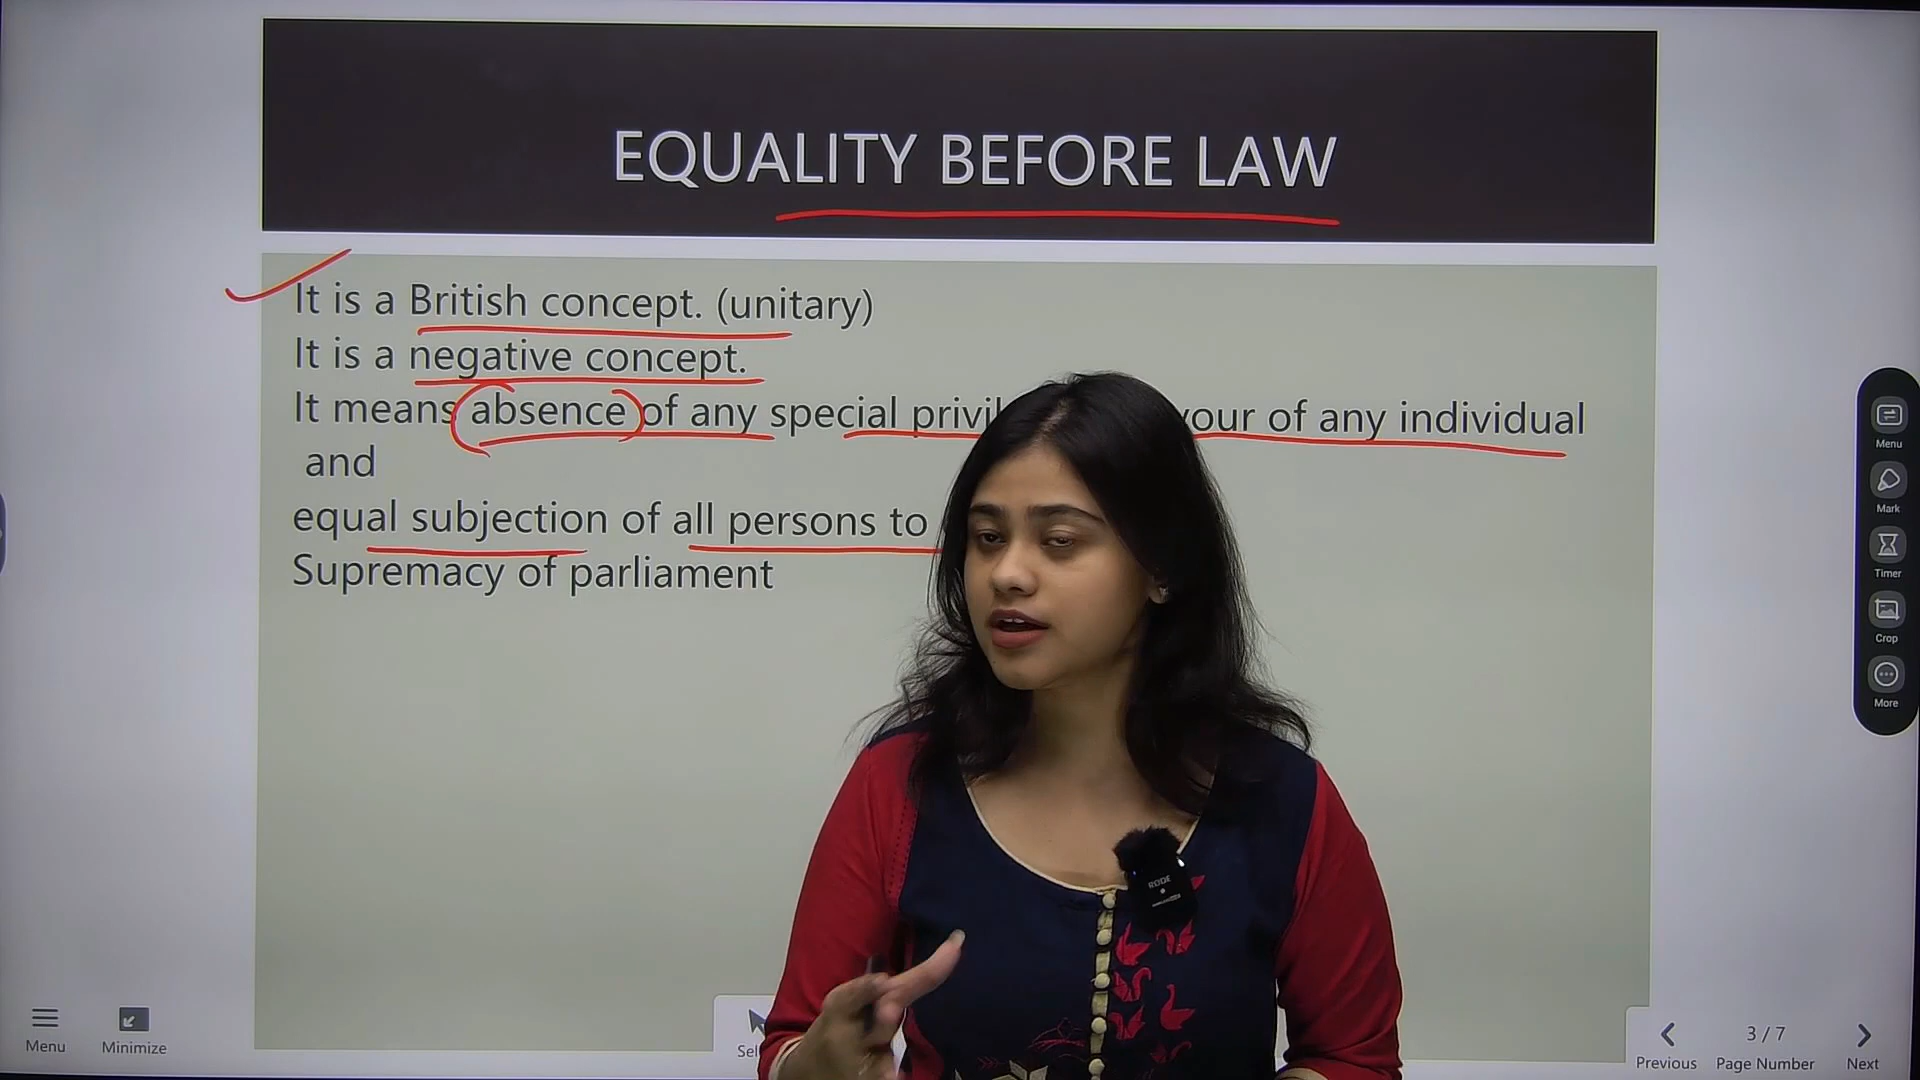 EQUALITY BEFORE LAW
It is a British concept. (unitary)
It is a negative concept.
It means absence of any special of any individual
and
equal subjection of all persons to
Supremacy of parliament
Menu
Mark
Timer
Crop
More
RODE
Menu
Minimize
Previous
3 / 7
Page Number
Next